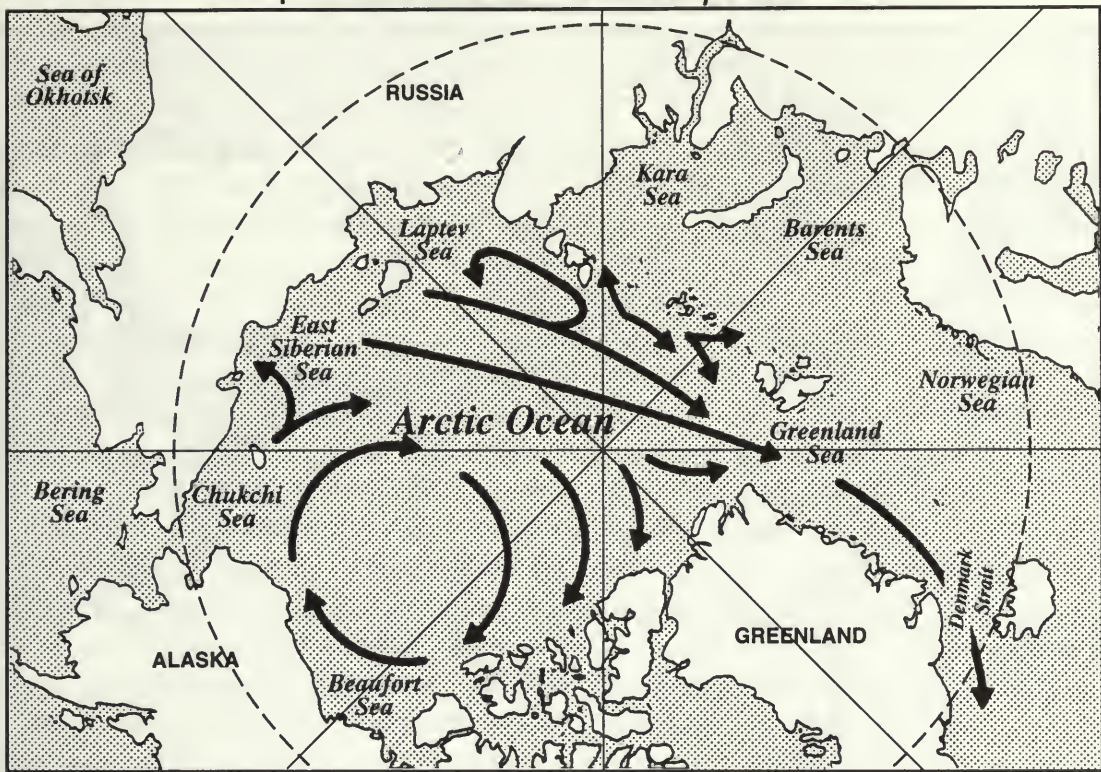 Sea of
Okhotsk
RUSSIA
Kara
Sea
Laptev
Sea
Barents
Sea
East
Siberian
Sea
Norwegian
Sea
Arctic Ocean
Greenland
Sea
Bering
Sea
Chukchi
Sea
Denmark
Strait
GREENLAND
ALASKA
Beaufort
Sea